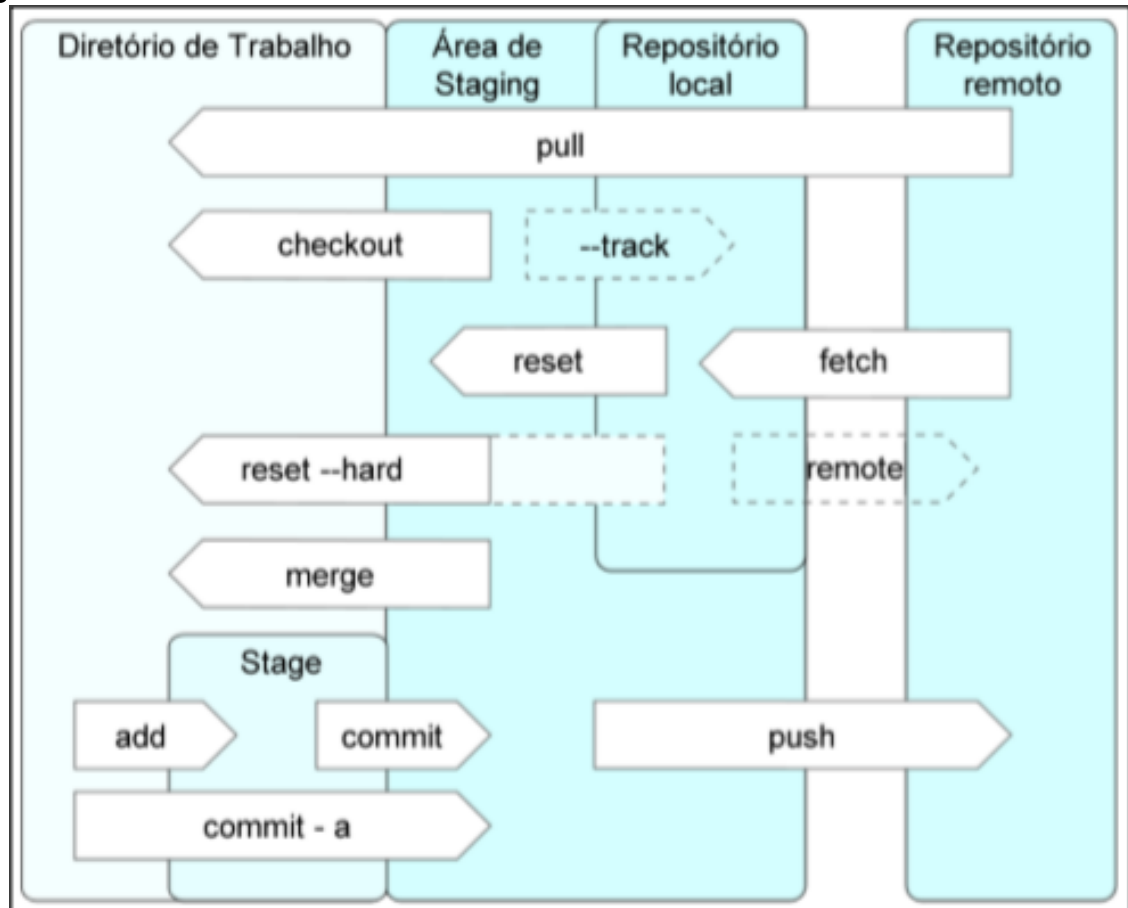 Diretório de Trabalho
Área de
Staging
Repositório
local
Repositório
remoto
pull
checkout
--track
reset
fetch
reset --hard
remote
merge
Stage
add
commit
push
commit - a